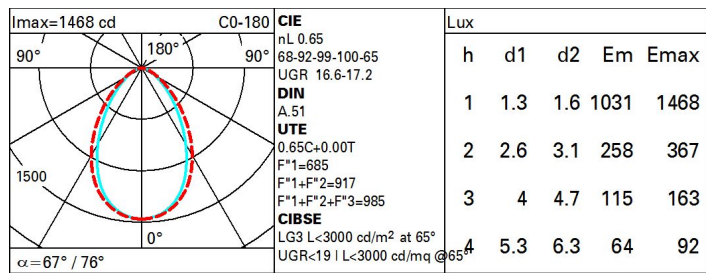 Imax=1468 cd C0-180
90° 180° 90°
1500
0°
α=67° / 76°
CIE
nL 0.65
68-92-99-100-65
UGR 16.6-17.2
DIN
A.51
UTE
0.65C+0.00T
F"1=685
F"1+F"2=917
F"1+F"2+F"3=985
CIBSE
LG3 L<3000 cd/m² at 65°
UGR<19 | L<3000 cd/mq @65°
Lux
h d1 d2 Em Emax
1 1.3 1.6 1031 1468
2 2.6 3.1 258 367
3 4 4.7 115 163
4 5.3 6.3 64 92